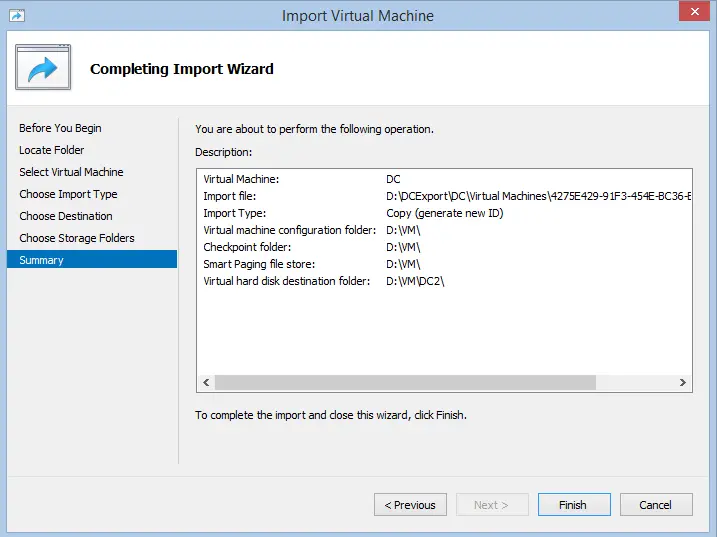 Import Virtual Machine
Completing Import Wizard
Before You Begin
Locate Folder
Select Virtual Machine
Choose Import Type
Choose Destination
Choose Storage Folders
Summary
You are about to perform the following operation.
Description:
Virtual Machine: DC
Import file: D:\DCExport\DC\Virtual Machines\4275E429-91F3-454E-BC36-E
Import Type: Copy (generate new ID)
Virtual machine configuration folder: D:\VM\
Checkpoint folder: D:\VM\
Smart Paging file store: D:\VM\
Virtual hard disk destination folder: D:\VM\DC2\
To complete the import and close this wizard, click Finish.
< Previous
Next >
Finish
Cancel